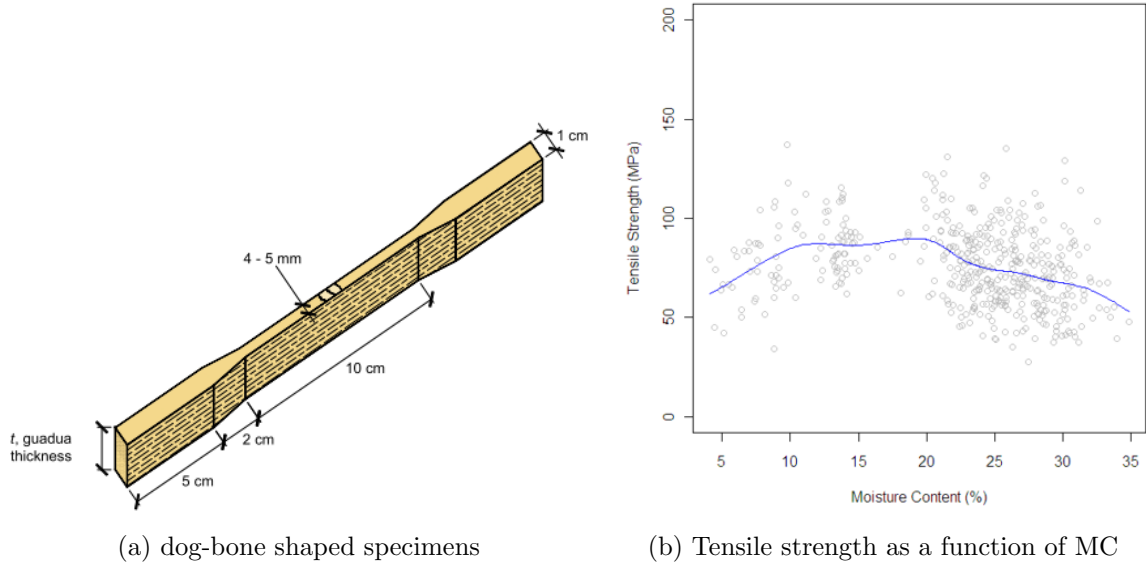 1 cm
4 - 5 mm
10 cm
2 cm
5 cm
t, guadua
thickness
(a) dog-bone shaped specimens
200
150
100
50
0
Tensile Strength (MPa)
5 10 15 20 25 30 35
Moisture Content (%)
(b) Tensile strength as a function of MC